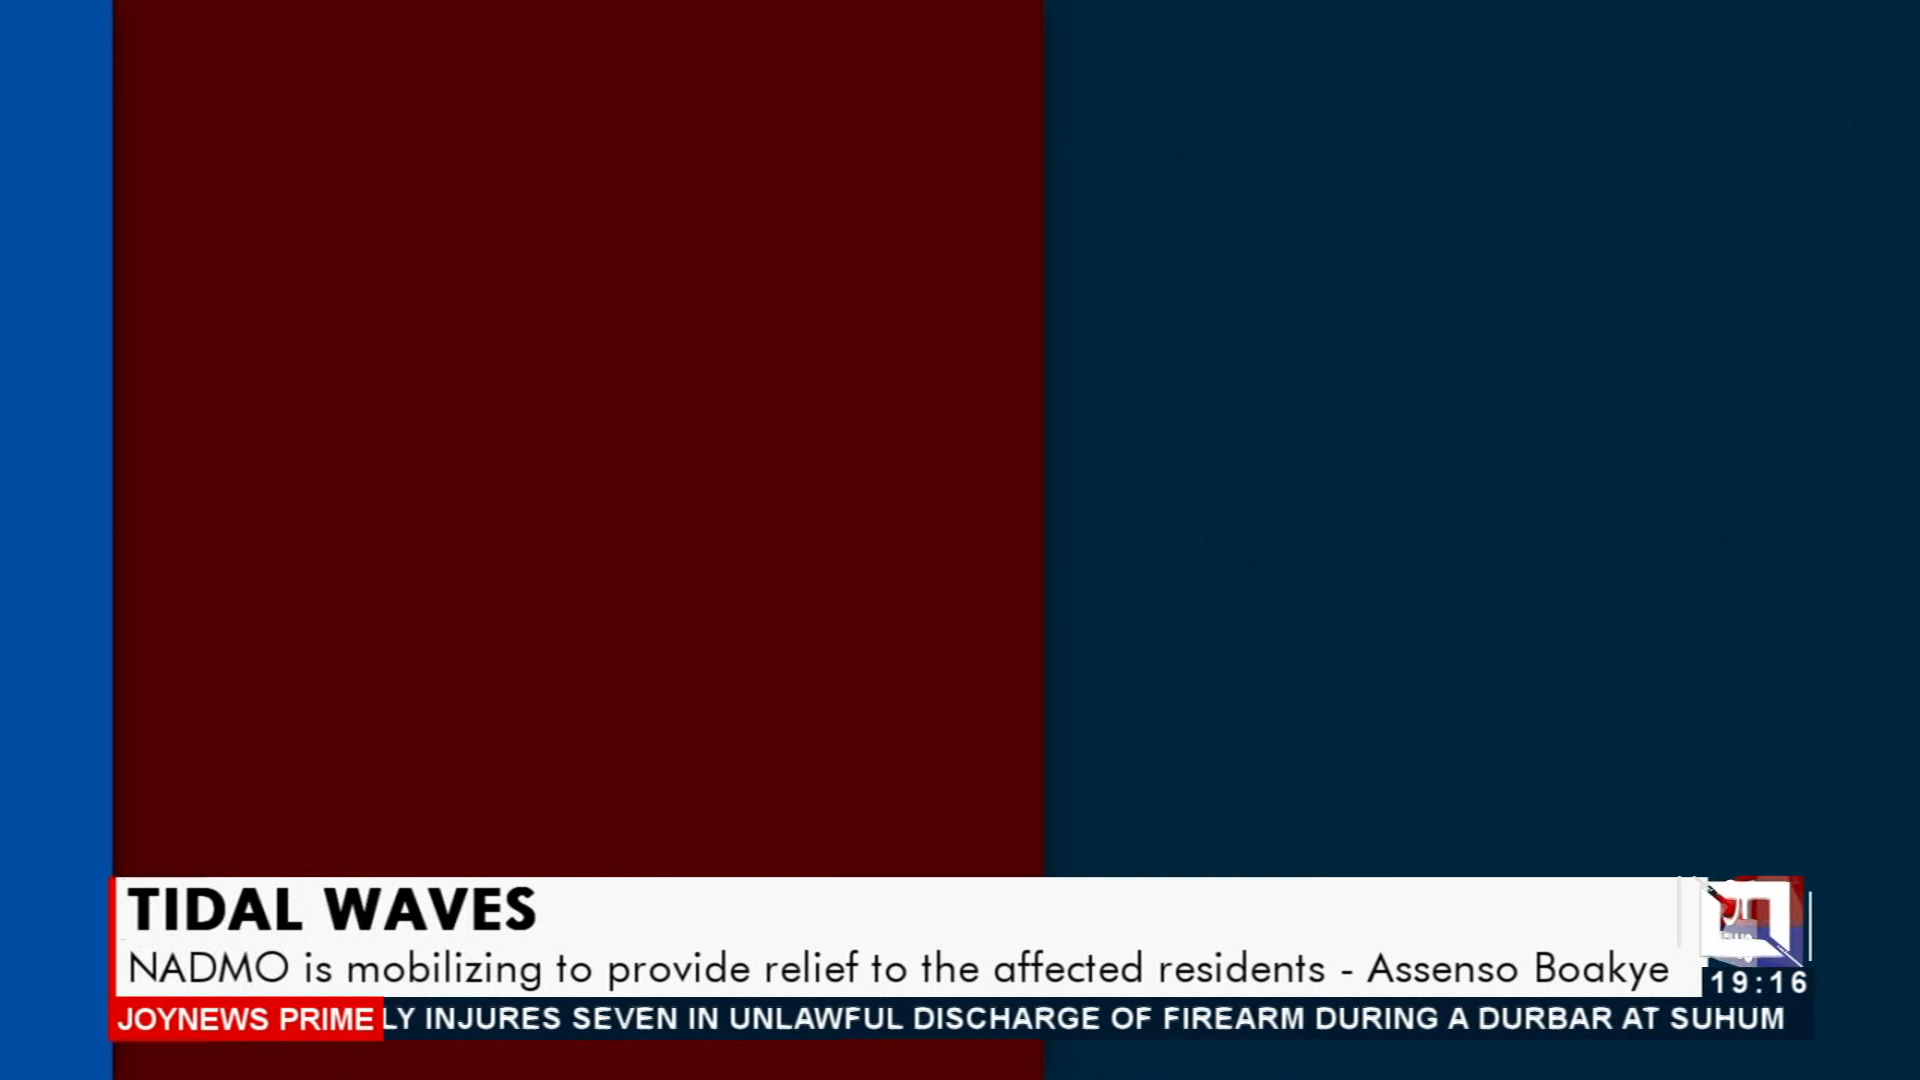 TIDAL WAVES
NADMO is mobilizing to provide relief to the affected residents - Assenso Boakye
19:16
JOYNEWS PRIME LY INJURES SEVEN IN UNLAWFUL DISCHARGE OF FIREARM DURING A DURBAR AT SUHUM